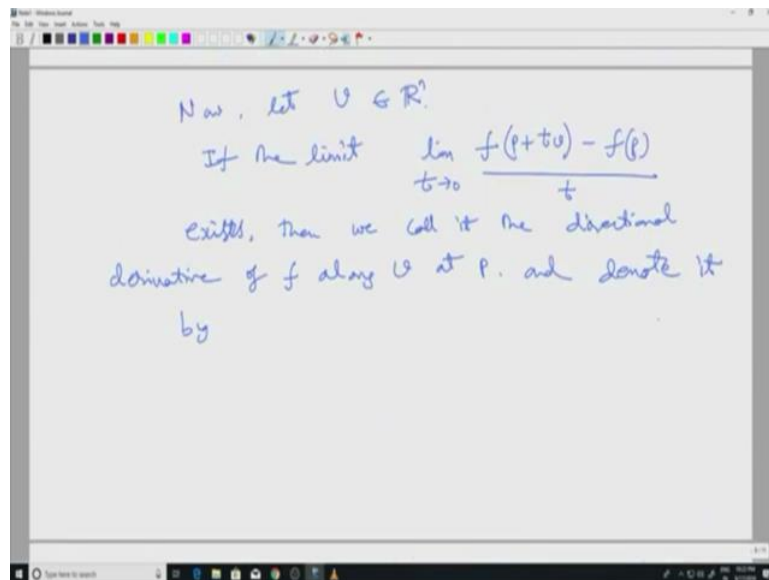 Now, let v ∈ ℝⁿ.
If the limit lim_{t→0} (f(p+tv) - f(p)) / t
exists, then we call it the directional
derivative of f along v at p. and denote it
by